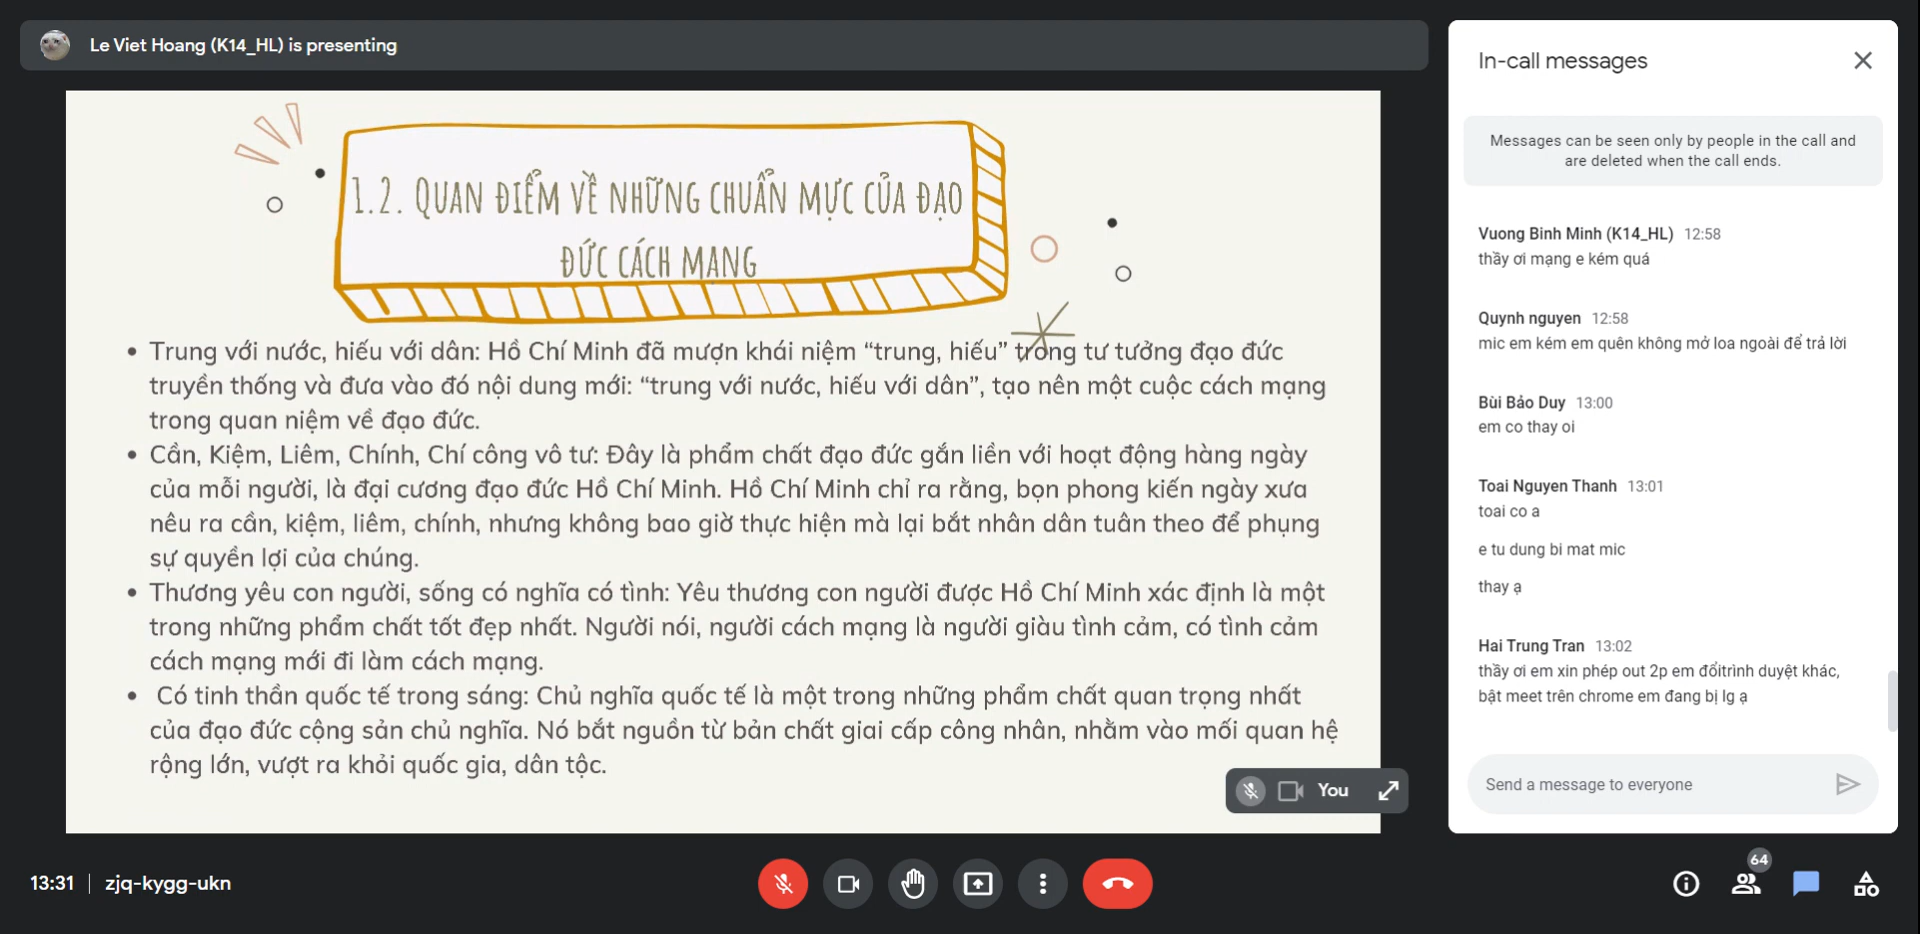 Le Viet Hoang (K14_HL) is presenting
1.2. Quan điểm về những chuẩn mực của đạo
đức cách mạng
• Trung với nước, hiếu với dân: Hồ Chí Minh đã mượn khái niệm “trung, hiếu” trong tư tưởng đạo đức
truyền thống và đưa vào đó nội dung mới: “trung với nước, hiếu với dân”, tạo nên một cuộc cách mạng
trong quan niệm về đạo đức.
• Cần, Kiệm, Liêm, Chính, Chí công vô tư: Đây là phẩm chất đạo đức gắn liền với hoạt động hàng ngày
của mỗi người, là đại cương đạo đức Hồ Chí Minh. Hồ Chí Minh chỉ ra rằng, bọn phong kiến ngày xưa
nêu ra cần, kiệm, liêm, chính, nhưng không bao giờ thực hiện mà lại bắt nhân dân tuân theo để phụng
sự quyền lợi của chúng.
• Thương yêu con người, sống có nghĩa có tình: Yêu thương con người được Hồ Chí Minh xác định là một
trong những phẩm chất tốt đẹp nhất. Người nói, người cách mạng là người giàu tình cảm, có tình cảm
cách mạng mới đi làm cách mạng.
• Có tinh thần quốc tế trong sáng: Chủ nghĩa quốc tế là một trong những phẩm chất quan trọng nhất
của đạo đức cộng sản chủ nghĩa. Nó bắt nguồn từ bản chất giai cấp công nhân, nhằm vào mối quan hệ
rộng lớn, vượt ra khỏi quốc gia, dân tộc.
You
In-call messages
Messages can be seen only by people in the call and
are deleted when the call ends.
Vuong Binh Minh (K14_HL) 12:58
thầy ơi mạng e kém quá
Quynh nguyen 12:58
mic em kém em quên không mở loa ngoài để trả lời
Bùi Bảo Duy 13:00
em co thay oi
Toai Nguyen Thanh 13:01
toai co a
e tu dung bi mat mic
thay ạ
Hai Trung Tran 13:02
thầy ơi em xin phép out 2p em đổitrình duyệt khác,
bật meet trên chrome em đang bị lg ạ
Send a message to everyone
13:31 | zjq-kygg-ukn
64